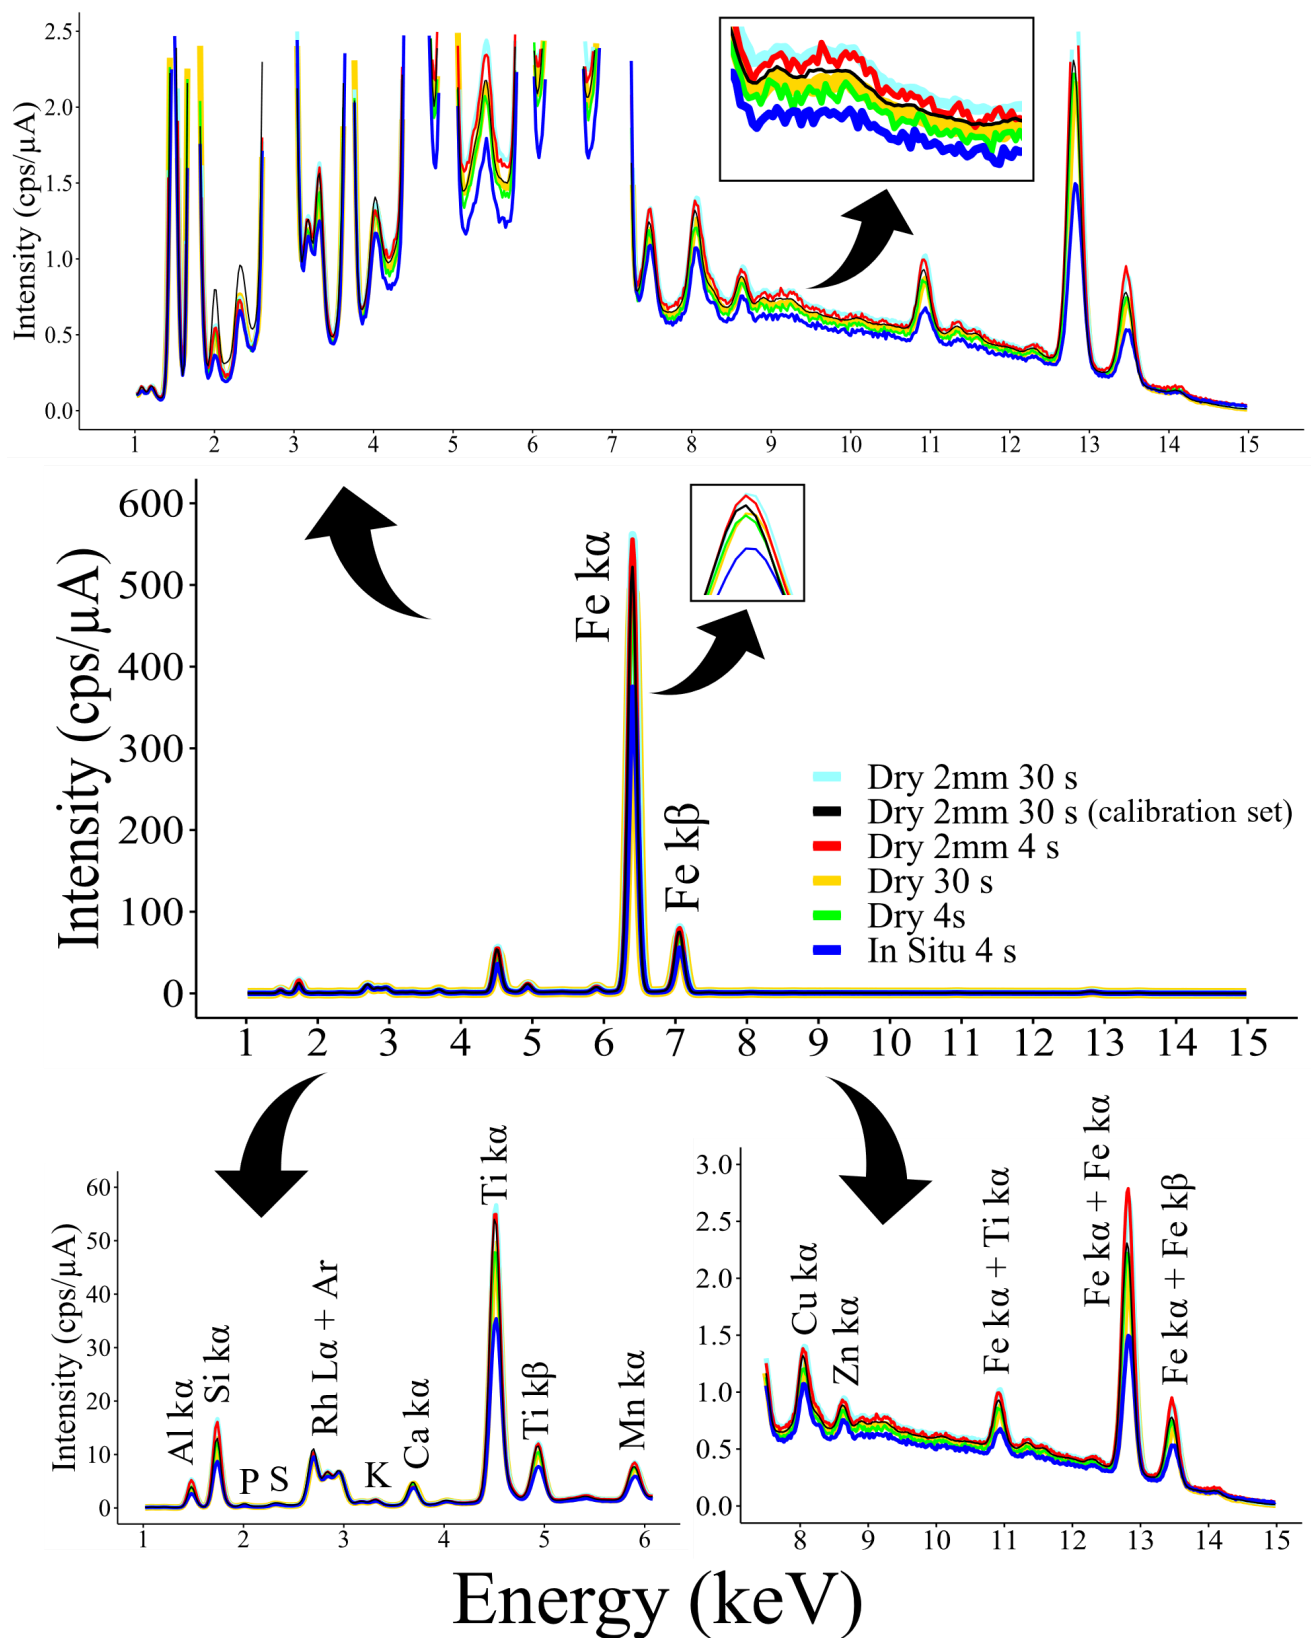 Intensity (cps/µA)
2.5
2.0
1.5
1.0
0.5
0.0
1 2 3 4 5 6 7 8 9 10 11 12 13 14 15
Intensity (cps/µA)
600
500
400
300
200
100
0
Fe kα
Fe kβ
Dry 2mm 30 s
Dry 2mm 30 s (calibration set)
Dry 2mm 4 s
Dry 30 s
Dry 4s
In Situ 4 s
1 2 3 4 5 6 7 8 9 10 11 12 13 14 15
Intensity (cps/µA)
60
50
40
30
20
10
0
Al kα
Si kα
P
S
Rh Lα + Ar
K
Ca kα
Ti kα
Ti kβ
Mn kα
1 2 3 4 5 6
3.0
2.5
2.0
1.5
1.0
0.5
0.0
Cu kα
Zn kα
Fe kα + Ti kα
Fe kα + Fe kα
Fe kα + Fe kβ
8 9 10 11 12 13 14 15
Energy (keV)